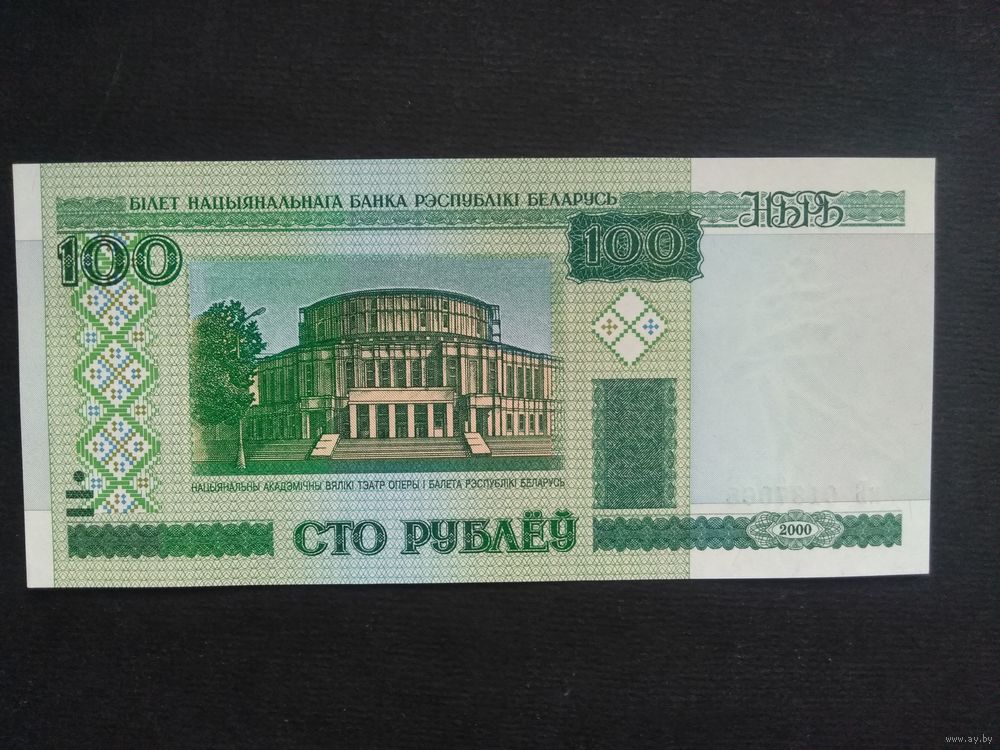 БІЛЕТ НАЦЫЯНАЛЬНАГА БАНКА РЭСПУБЛІКІ БЕЛАРУСЬ
НБРБ
100
100
НАЦЫЯНАЛЬНЫ АКАДЭМІЧНЫ ВЯЛІКІ ТЭАТР ОПЕРЫ І БАЛЕТА РЭСПУБЛІКІ БЕЛАРУСЬ
СТО РУБЛЁЎ
2000
www.ay.by